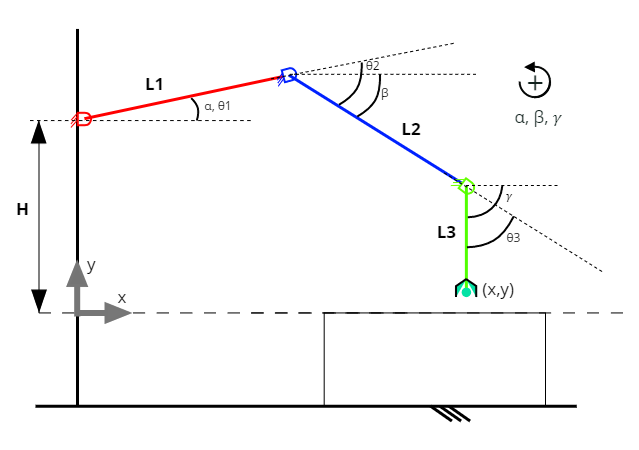 L1
α, θ1
θ2
β
L2
α, β, γ
H
γ
L3
θ3
y
x
(x,y)